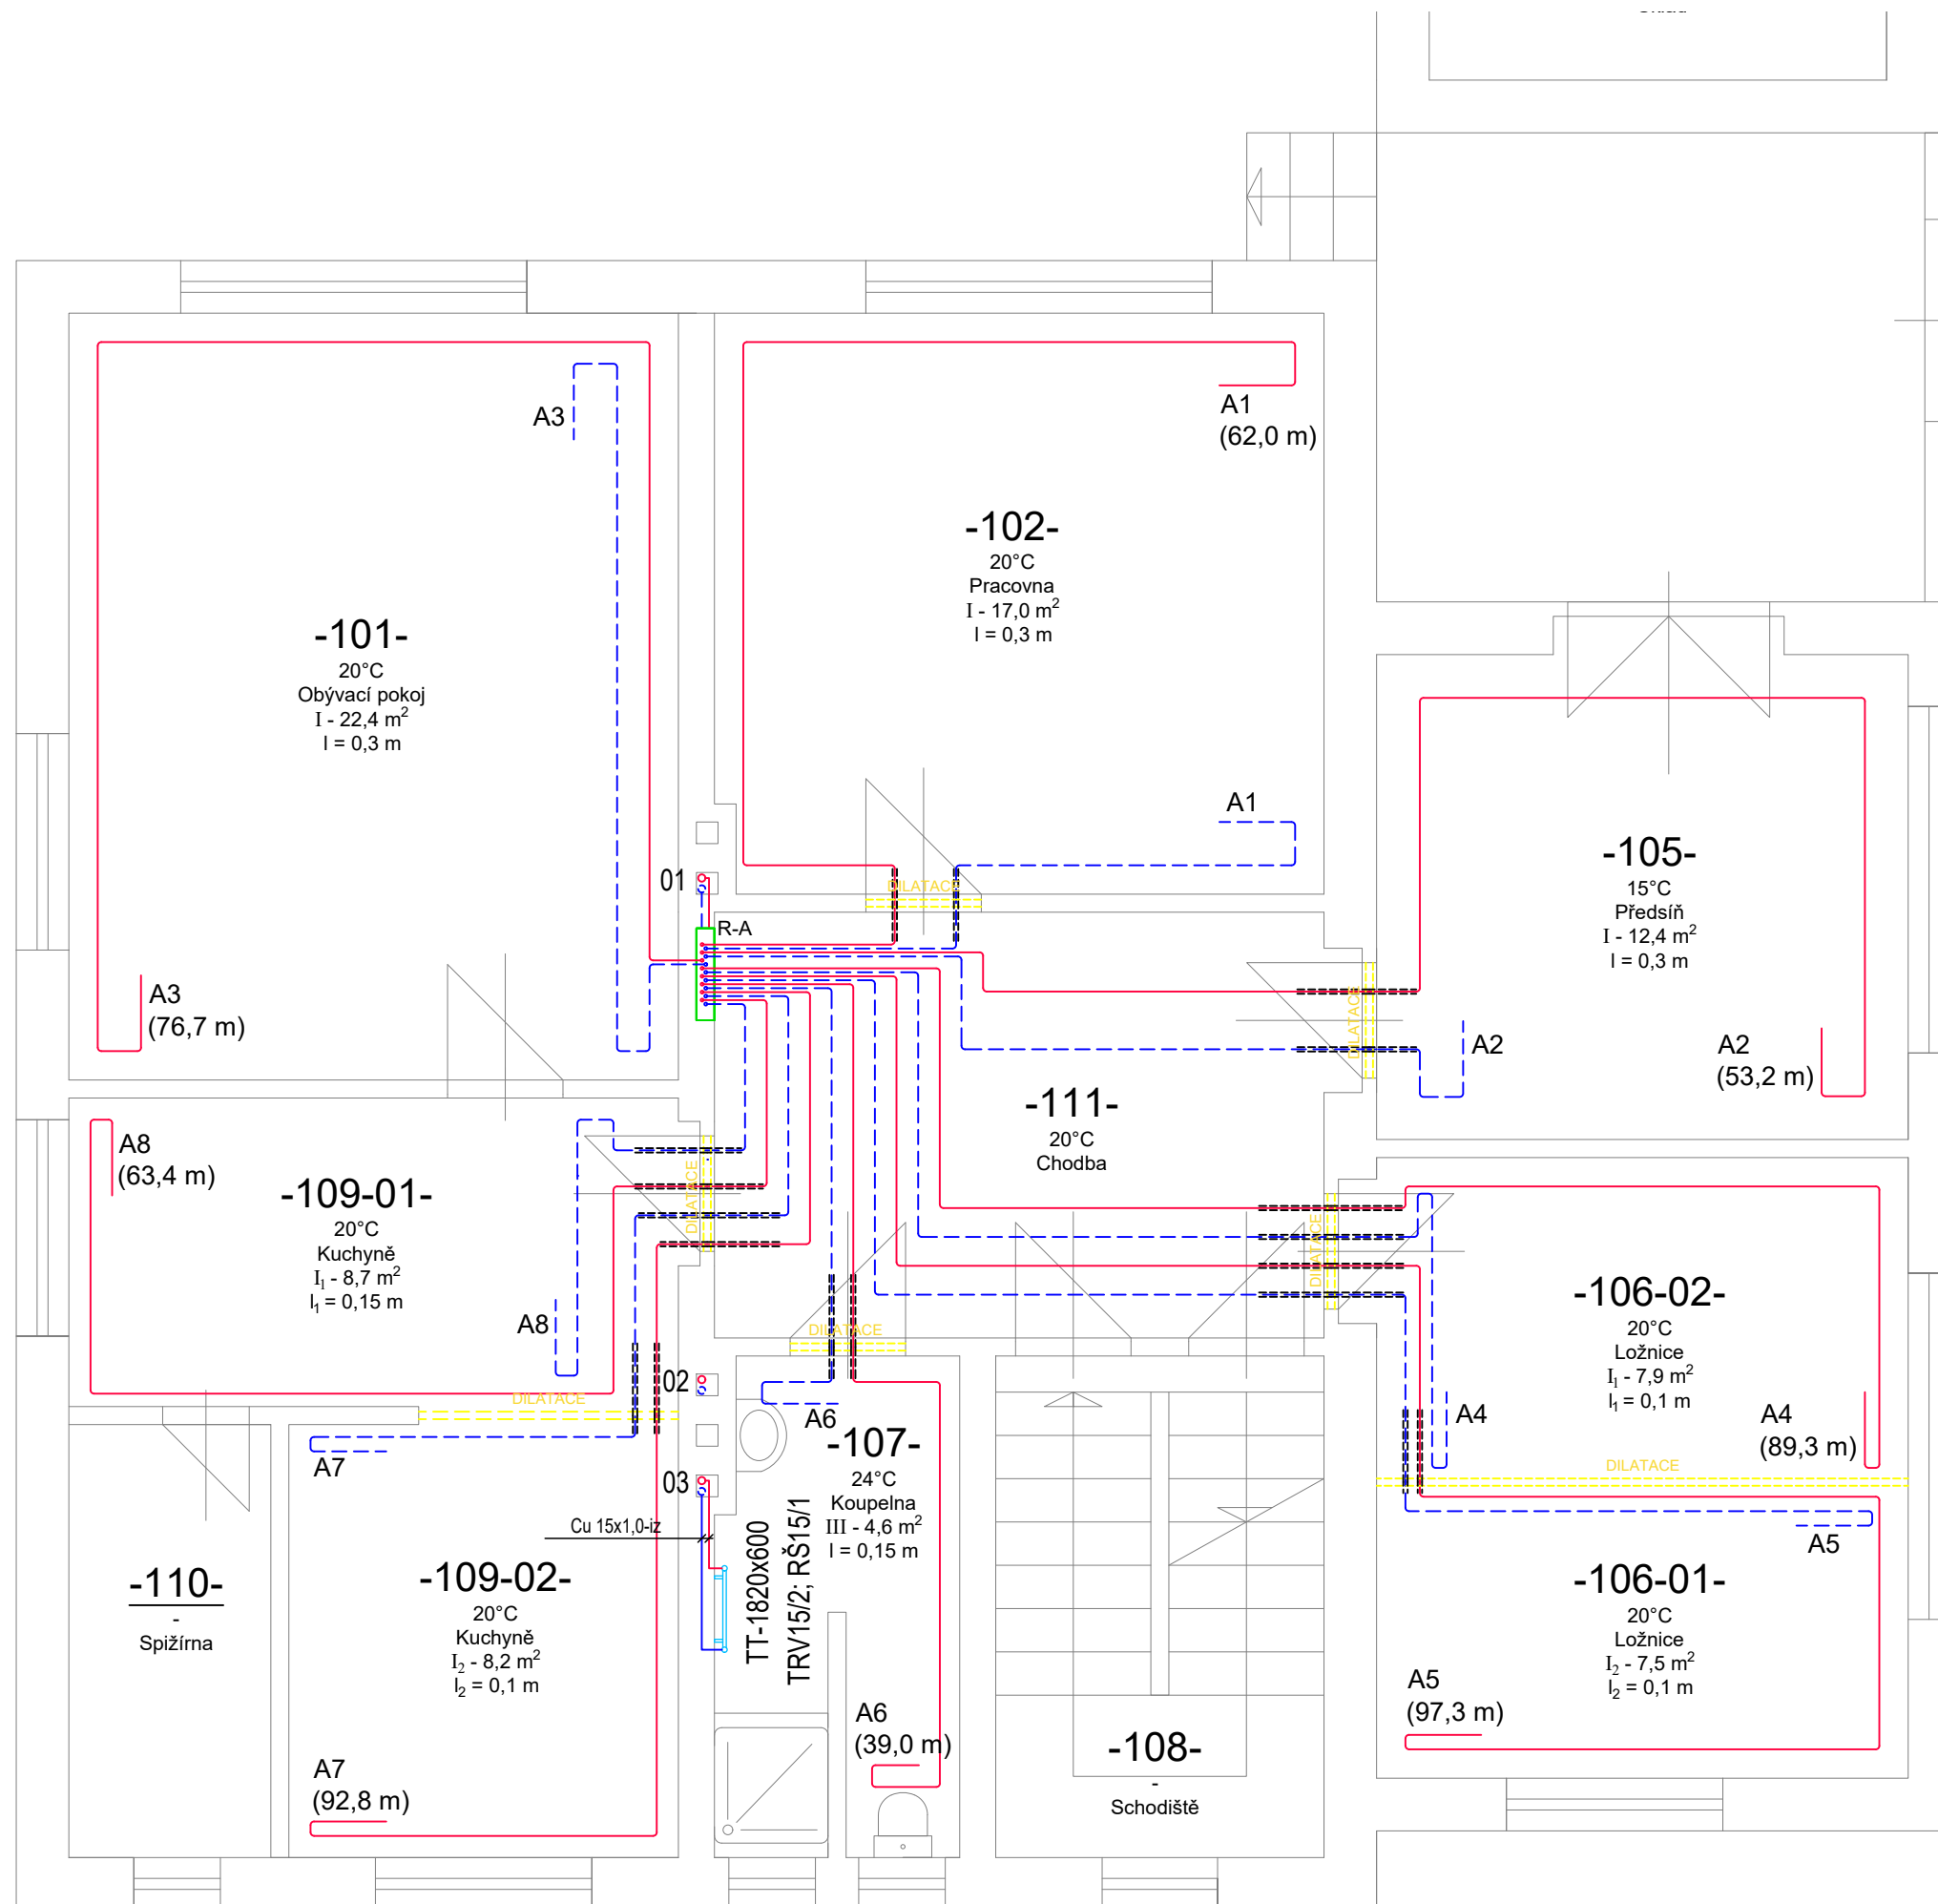 A3
A1
(62,0 m)
-102-
20°C
Pracovna
I - 17,0 m²
l = 0,3 m
-101-
20°C
Obývací pokoj
I - 22,4 m²
l = 0,3 m
A1
-105-
15°C
Předsíň
I - 12,4 m²
l = 0,3 m
01
DILATACE
R-A
A3
(76,7 m)
DILATACE
A2
A2
(53,2 m)
-111-
20°C
Chodba
A8
(63,4 m)
-109-01-
20°C
Kuchyně
I₁ - 8,7 m²
l₁ = 0,15 m
DILATACE
A8
DILATACE
DILATACE
-106-02-
20°C
Ložnice
I₁ - 7,9 m²
l₁ = 0,1 m
DILATACE
02
A6
A4
A4
(89,3 m)
DILATACE
A7
03
-107-
24°C
Koupelna
III - 4,6 m²
l = 0,15 m
Cu 15x1,0-iz
TT-1820x600
TRV15/2; RŠ15/1
A5
-110-
-
Spižírna
-109-02-
20°C
Kuchyně
I₂ - 8,2 m²
l₂ = 0,1 m
-106-01-
20°C
Ložnice
I₂ - 7,5 m²
l₂ = 0,1 m
A5
(97,3 m)
A6
(39,0 m)
-108-
-
Schodiště
A7
(92,8 m)